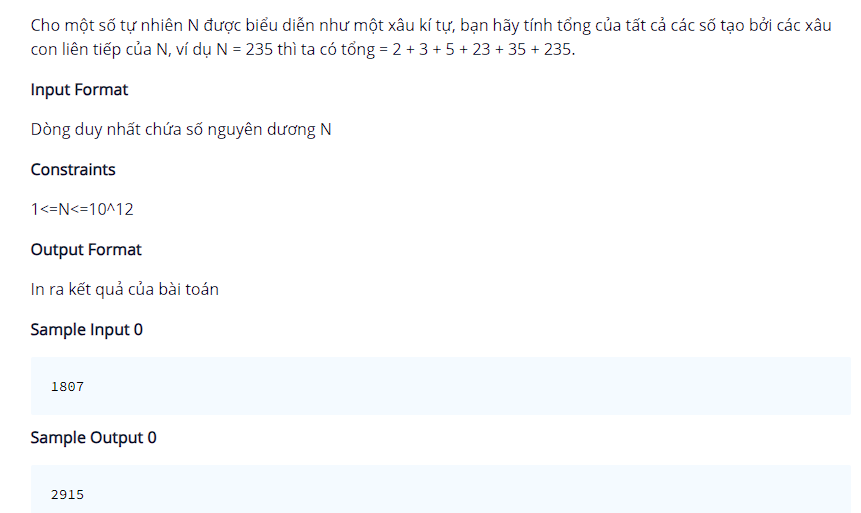 Cho một số tự nhiên N được biểu diễn như một xâu kí tự, bạn hãy tính tổng của tất cả các số tạo bởi các xâu
con liên tiếp của N, ví dụ N = 235 thì ta có tổng = 2 + 3 + 5 + 23 + 35 + 235.
Input Format
Dòng duy nhất chứa số nguyên dương N
Constraints
1<=N<=10^12
Output Format
In ra kết quả của bài toán
Sample Input 0
1807
Sample Output 0
2915